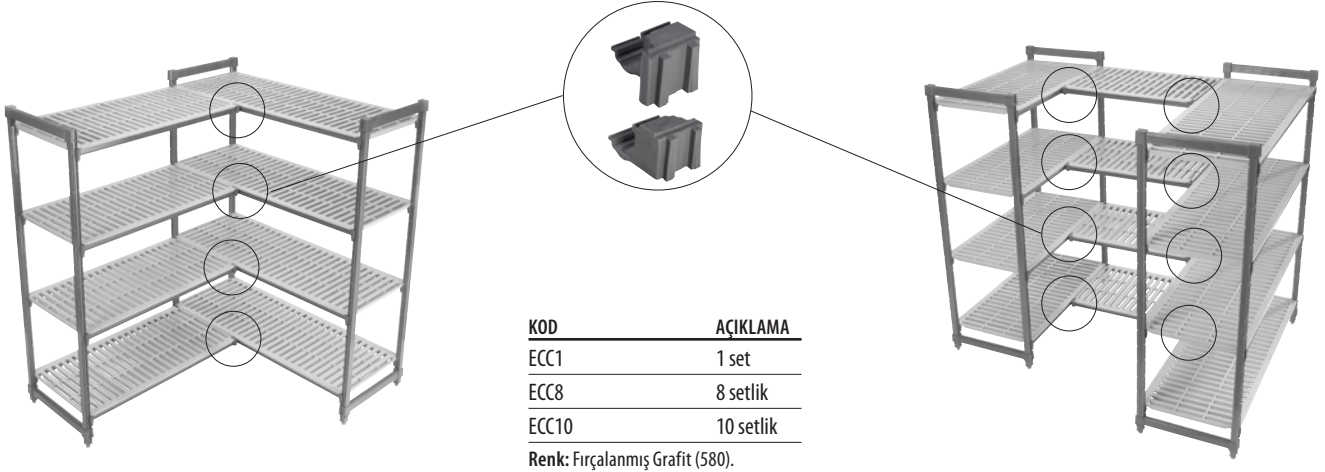 KOD AÇIKLAMA
ECC1 1 set
ECC8 8 setlik
ECC10 10 setlik
Renk: Fırçalanmış Grafit (580).